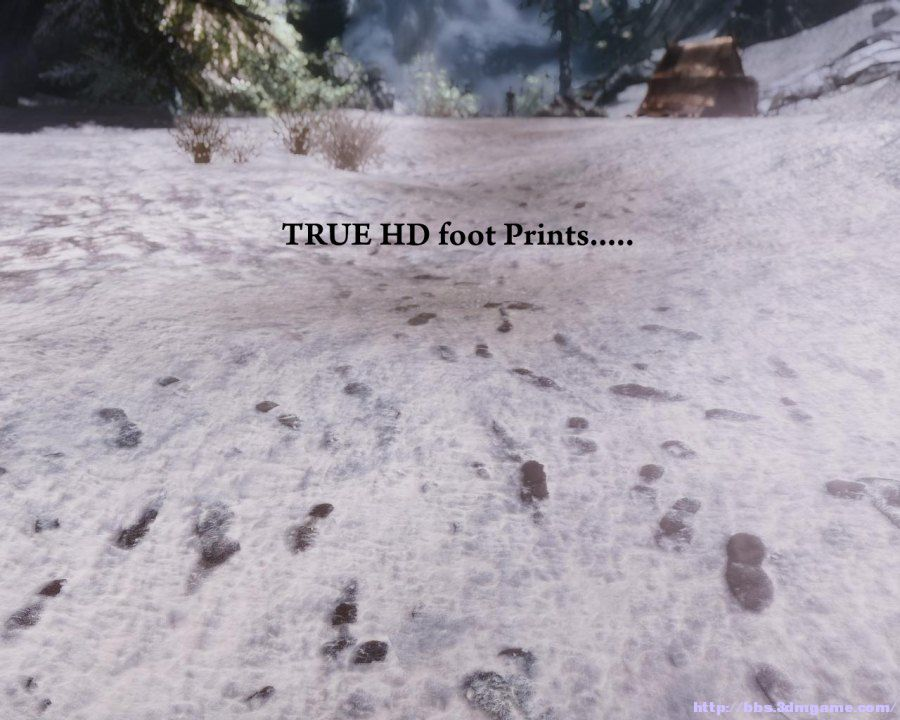 TRUE HD foot Prints.....
http://bbs.3dmgame.com/